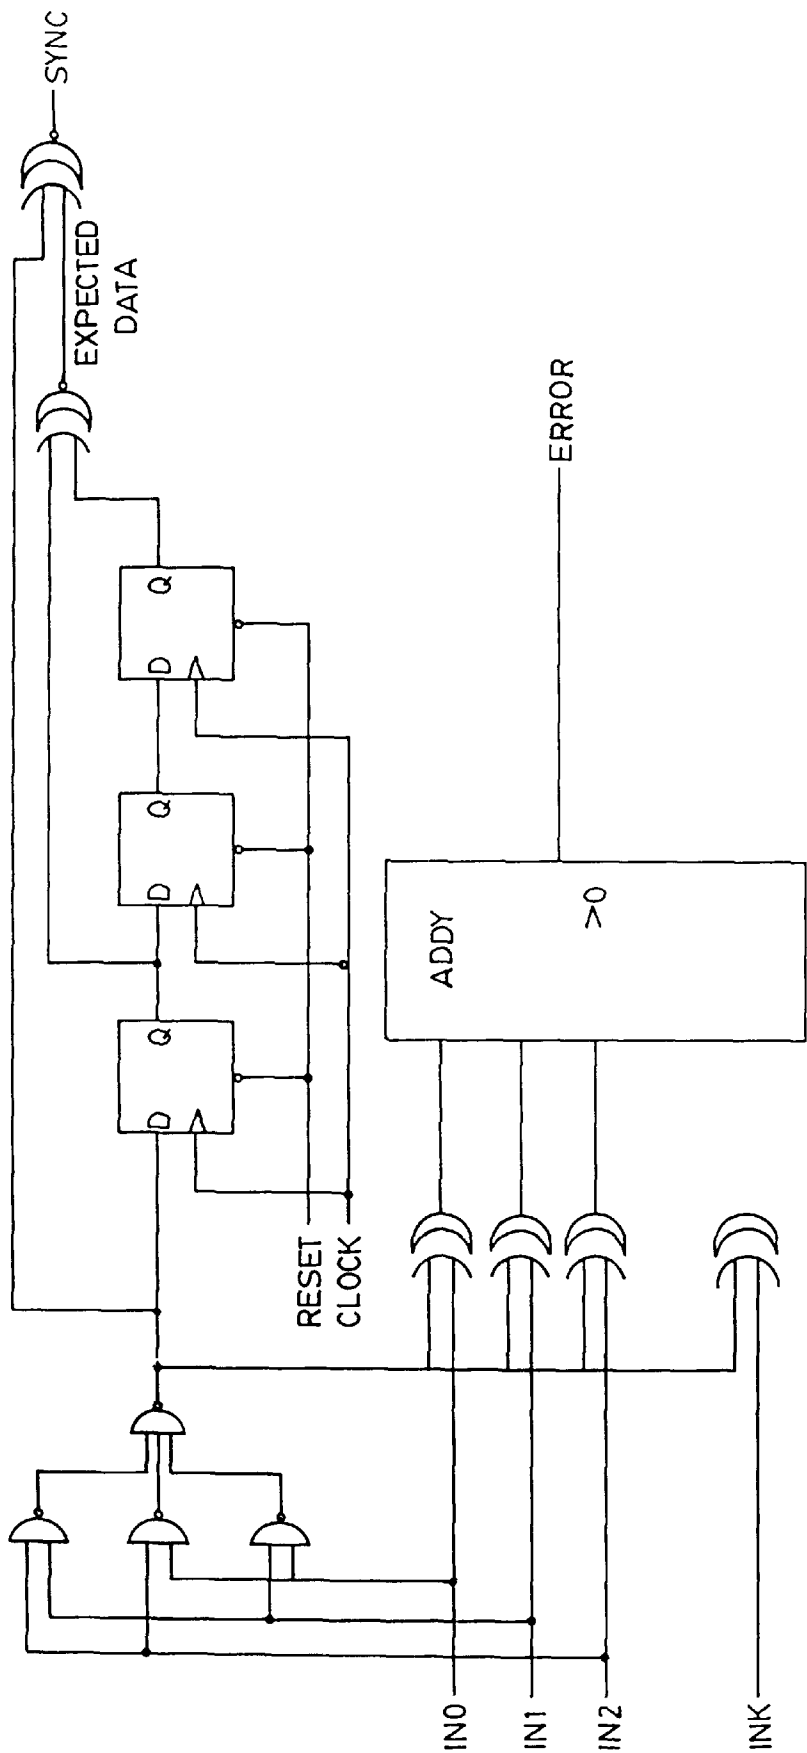 SYNC
EXPECTED
DATA
D
Q
D
Q
D
Q
RESET
CLOCK
ADDY
>0
ERROR
IN0
IN1
IN2
INK